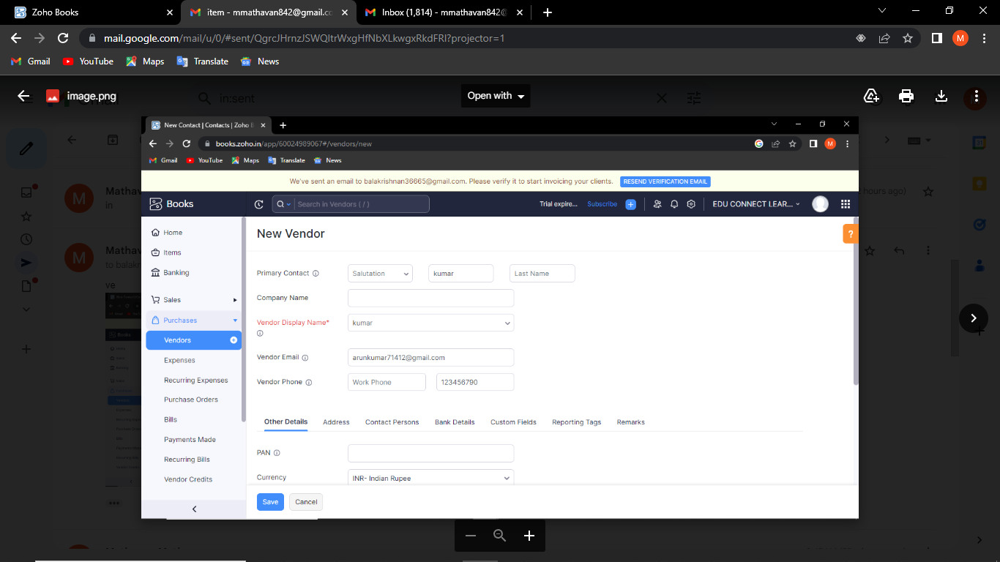 Zoho Books
item - mmathavan842@gmail.co
Inbox (1,814) - mmathavan842@
mail.google.com/mail/u/0/#sent/QgrcJHrnzJSWQltrWxgHfNbXLkwgxRkdFRl?projector=1
M
Gmail
YouTube
Maps
Translate
News
image.png
in:sent
Open with
New Contact | Contacts | Zoho B
books.zoho.in/app/60024989067#/vendors/new
M
Gmail
YouTube
Maps
Translate
News
We've sent an email to balakrishnan36665@gmail.com. Please verify it to start invoicing your clients.
RESEND VERIFICATION EMAIL
Books
Search in Vendors ( / )
Trial expire...
Subscribe
EDU CONNECT LEAR...
M
Mathav
in
hours ago)
M
Mathav
to balakr
ve
Home
Items
Banking
Sales
Purchases
Vendors
Expenses
Recurring Expenses
Purchase Orders
Bills
Payments Made
Recurring Bills
Vendor Credits
New Vendor
?
Primary Contact
Salutation
kumar
Last Name
Company Name
Vendor Display Name*
kumar
Vendor Email
arunkumar71412@gmail.com
Vendor Phone
Work Phone
123456790
Other Details
Address
Contact Persons
Bank Details
Custom Fields
Reporting Tags
Remarks
PAN
Currency
INR- Indian Rupee
Save
Cancel